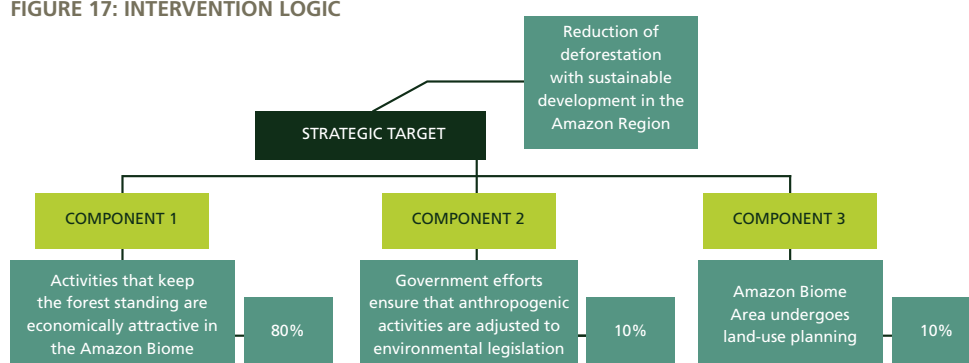 FIGURE 17: INTERVENTION LOGIC
Reduction of
deforestation
with sustainable
development in the
Amazon Region
STRATEGIC TARGET
COMPONENT 1
COMPONENT 2
COMPONENT 3
Activities that keep
the forest standing are
economically attractive in
the Amazon Biome
80%
Government efforts
ensure that anthropogenic
activities are adjusted to
environmental legislation
10%
Amazon Biome
Area undergoes
land-use planning
10%